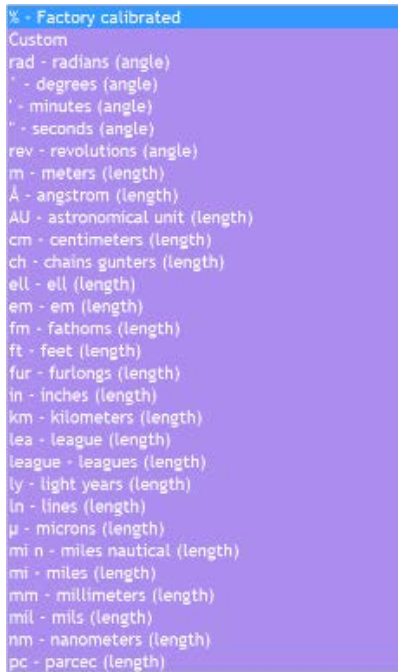 % - Factory calibrated
Custom
rad - radians (angle)
° - degrees (angle)
' - minutes (angle)
" - seconds (angle)
rev - revolutions (angle)
m - meters (length)
Å - angstrom (length)
AU - astronomical unit (length)
cm - centimeters (length)
ch - chains gunters (length)
ell - ell (length)
em - em (length)
fm - fathoms (length)
ft - feet (length)
fur - furlongs (length)
in - inches (length)
km - kilometers (length)
lea - league (length)
league - leagues (length)
ly - light years (length)
ln - lines (length)
µ - microns (length)
mi n - miles nautical (length)
mi - miles (length)
mm - millimeters (length)
mil - mils (length)
nm - nanometers (length)
pc - parcec (length)